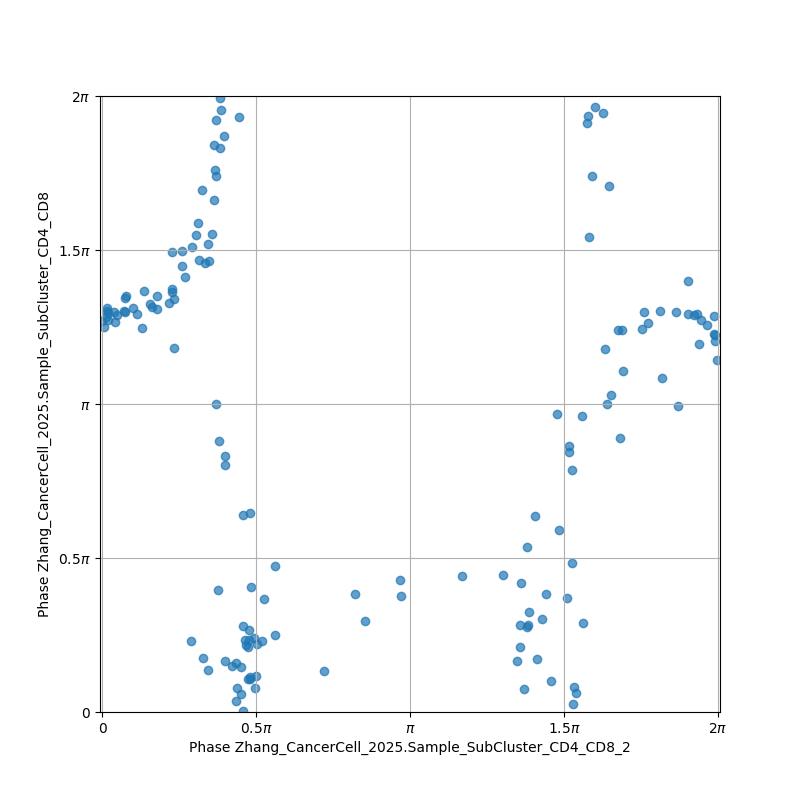 2π
1.5π
π
0.5π
0
Phase Zhang_CancerCell_2025.Sample_SubCluster_CD4_CD8
0
0.5π
π
1.5π
2π
Phase Zhang_CancerCell_2025.Sample_SubCluster_CD4_CD8_2